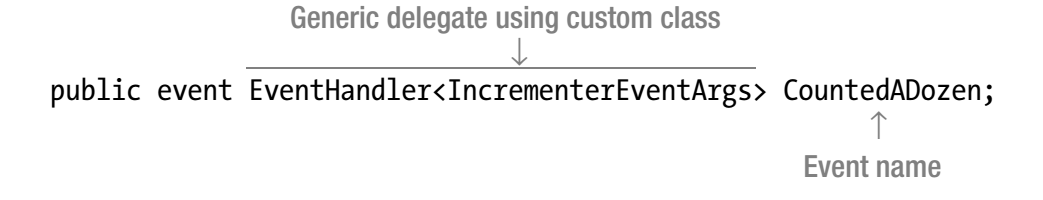 Generic delegate using custom class
public event EventHandler<IncrementerEventArgs> CountedADozen;
Event name